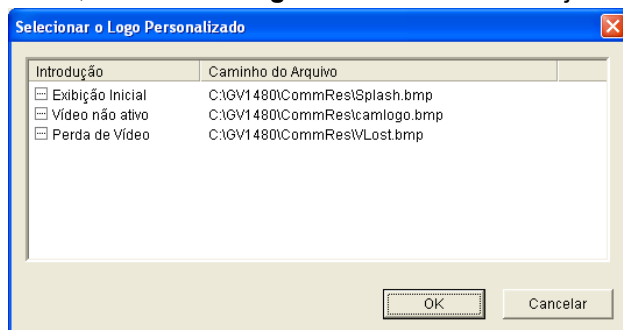 Selecionar o Logo Personalizado
Introdução Caminho do Arquivo
Exibição Inicial C:\GV1480\CommRes\Splash.bmp
Vídeo não ativo C:\GV1480\CommRes\camlogo.bmp
Perda de Vídeo C:\GV1480\CommRes\VLost.bmp
OK Cancelar